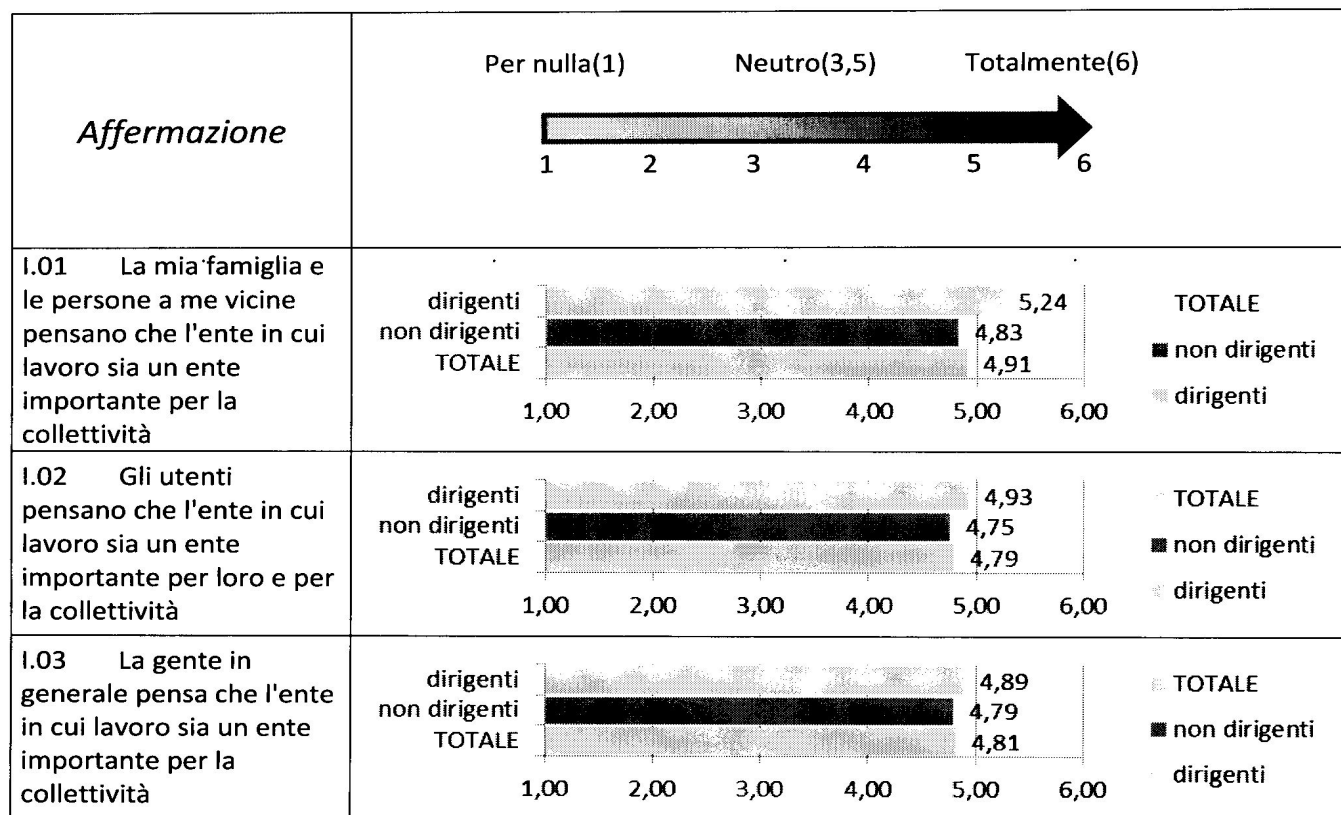 Affermazione
Per nulla(1) Neutro(3,5) Totalmente(6)
1 2 3 4 5 6
I.01 La mia famiglia e
le persone a me vicine
pensano che l'ente in cui
lavoro sia un ente
importante per la
collettività
dirigenti 5,24
non dirigenti 4,83
TOTALE 4,91
1,00 2,00 3,00 4,00 5,00 6,00
TOTALE
non dirigenti
dirigenti
I.02 Gli utenti
pensano che l'ente in cui
lavoro sia un ente
importante per loro e per
la collettività
dirigenti 4,93
non dirigenti 4,75
TOTALE 4,79
1,00 2,00 3,00 4,00 5,00 6,00
TOTALE
non dirigenti
dirigenti
I.03 La gente in
generale pensa che l'ente
in cui lavoro sia un ente
importante per la
collettività
dirigenti 4,89
non dirigenti 4,79
TOTALE 4,81
1,00 2,00 3,00 4,00 5,00 6,00
TOTALE
non dirigenti
dirigenti